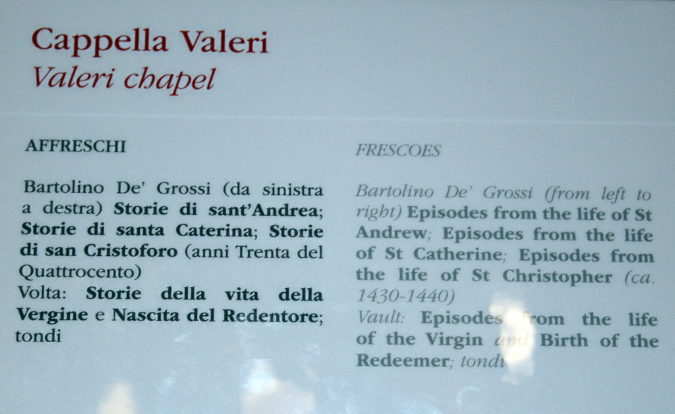 Cappella Valeri
Valeri chapel
AFFRESCHI
Bartolino De' Grossi (da sinistra
a destra) Storie di sant'Andrea;
Storie di santa Caterina; Storie
di san Cristoforo (anni Trenta del
Quattrocento)
Volta: Storie della vita della
Vergine e Nascita del Redentore;
tondi
FRESCOES
Bartolino De' Grossi (from left to
right) Episodes from the life of St
Andrew; Episodes from the life
of St Catherine; Episodes from
the life of St Christopher (ca.
1430-1440)
Vault: Episodes from the life
of the Virgin and Birth of the
Redeemer; tondi